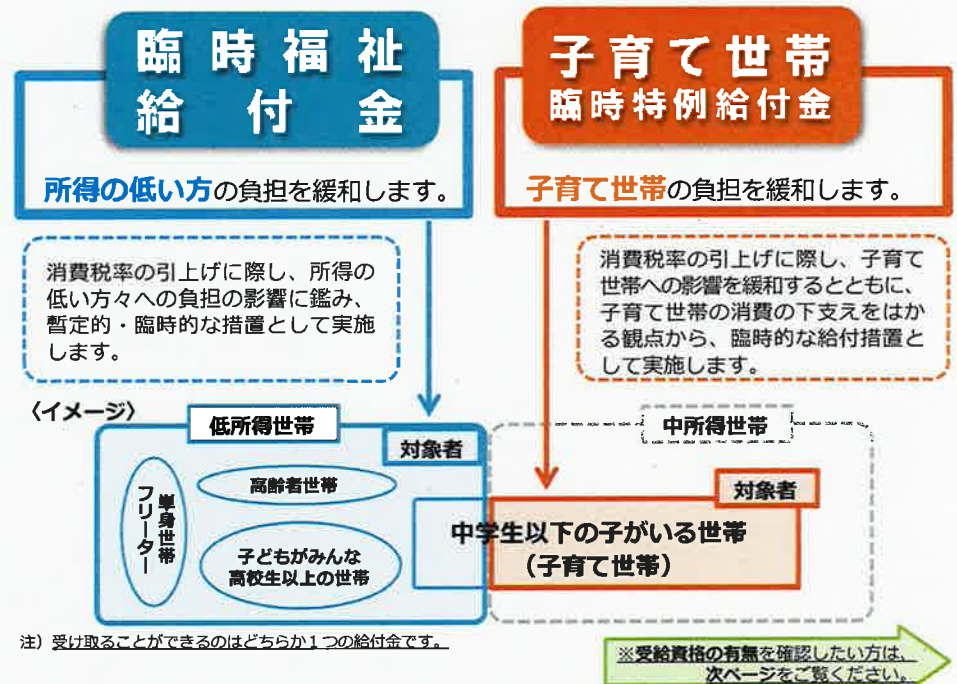 臨時福祉
給付金
所得の低い方の負担を緩和します。
消費税率の引上げに際し、所得の
低い方々への負担の影響に鑑み、
暫定的・臨時的な措置として実施
します。
子育て世帯
臨時特例給付金
子育て世帯の負担を緩和します。
消費税率の引上げに際し、子育て
世帯への影響を緩和するとともに、
子育て世帯の消費の下支えをはか
る観点から、臨時的な給付措置と
して実施します。
〈イメージ〉
低所得世帯
対象者
単身世帯
フリーター
高齢者世帯
子どもがみんな
高校生以上の世帯
中所得世帯
対象者
中学生以下の子がいる世帯
（子育て世帯）
注）受け取ることができるのはどちらか１つの給付金です。
※受給資格の有無を確認したい方は、
次ページをご覧ください。